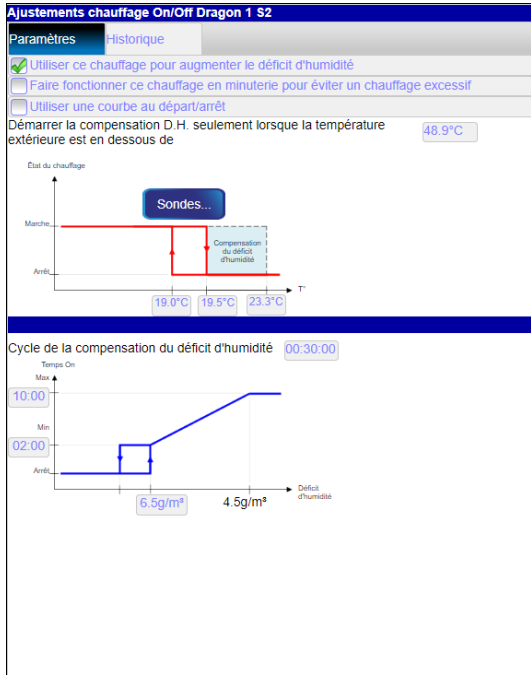 Ajustements chauffage On/Off Dragon 1 S2
Paramètres
Historique
Utiliser ce chauffage pour augmenter le déficit d'humidité
Faire fonctionner ce chauffage en minuterie pour éviter un chauffage excessif
Utiliser une courbe au départ/arrêt
Démarrer la compensation D.H. seulement lorsque la température
extérieure est en dessous de
48.9°C
État du chauffage
Sondes...
Marche
Compensation
du déficit
d'humidité
Arrêt
T°
19.0°C
19.5°C
23.3°C
Cycle de la compensation du déficit d'humidité
00:30:00
Temps On
Max
10:00
Min
02:00
Arrêt
Déficit
d'humidité
6.5g/m³
4.5g/m³